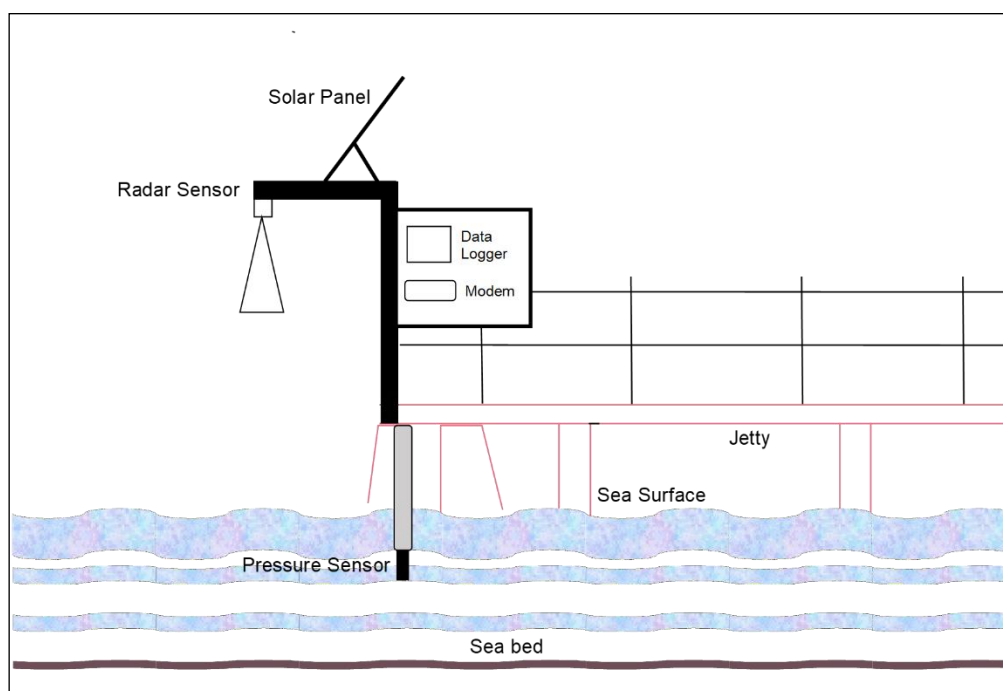 Solar Panel
Radar Sensor
Data
Logger
Modem
Jetty
Sea Surface
Pressure Sensor
Sea bed